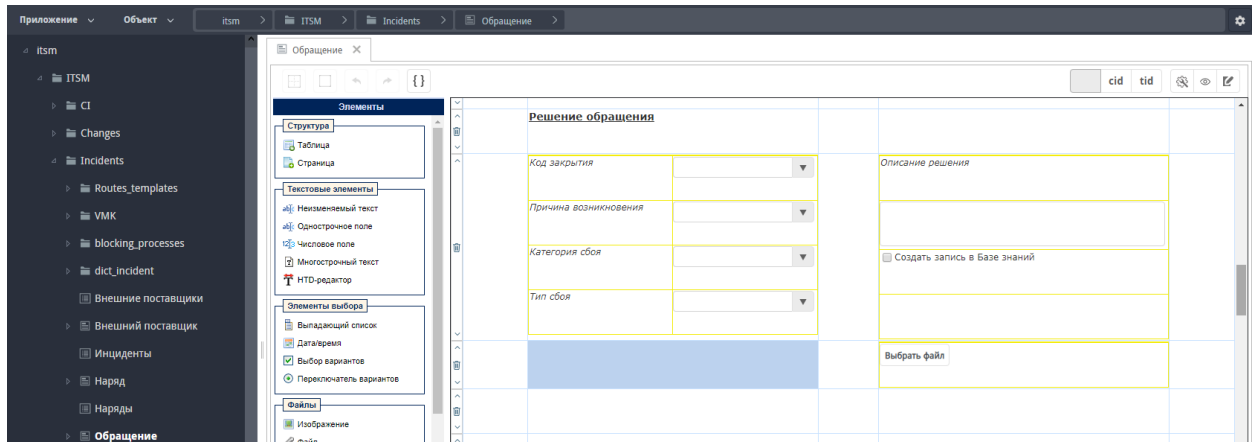 Приложение Объект itsm ITSM Incidents Обращение
itsm
ITSM
CI
Changes
Incidents
Routes_templates
VMK
blocking_processes
dict_incident
Внешние поставщики
Внешний поставщик
Инциденты
Наряд
Наряды
Обращение
Обращение
{ } cid tid
Элементы
Структура
Таблица
Страница
Текстовые элементы
Неизменяемый текст
Однострочное поле
Числовое поле
Многострочный текст
HTD-редактор
Элементы выбора
Выпадающий список
Дата/время
Выбор вариантов
Переключатель вариантов
Файлы
Изображение
Файл
Решение обращения
Код закрытия
Причина возникновения
Категория сбоя
Тип сбоя
Описание решения
Создать запись в Базе знаний
Выбрать файл